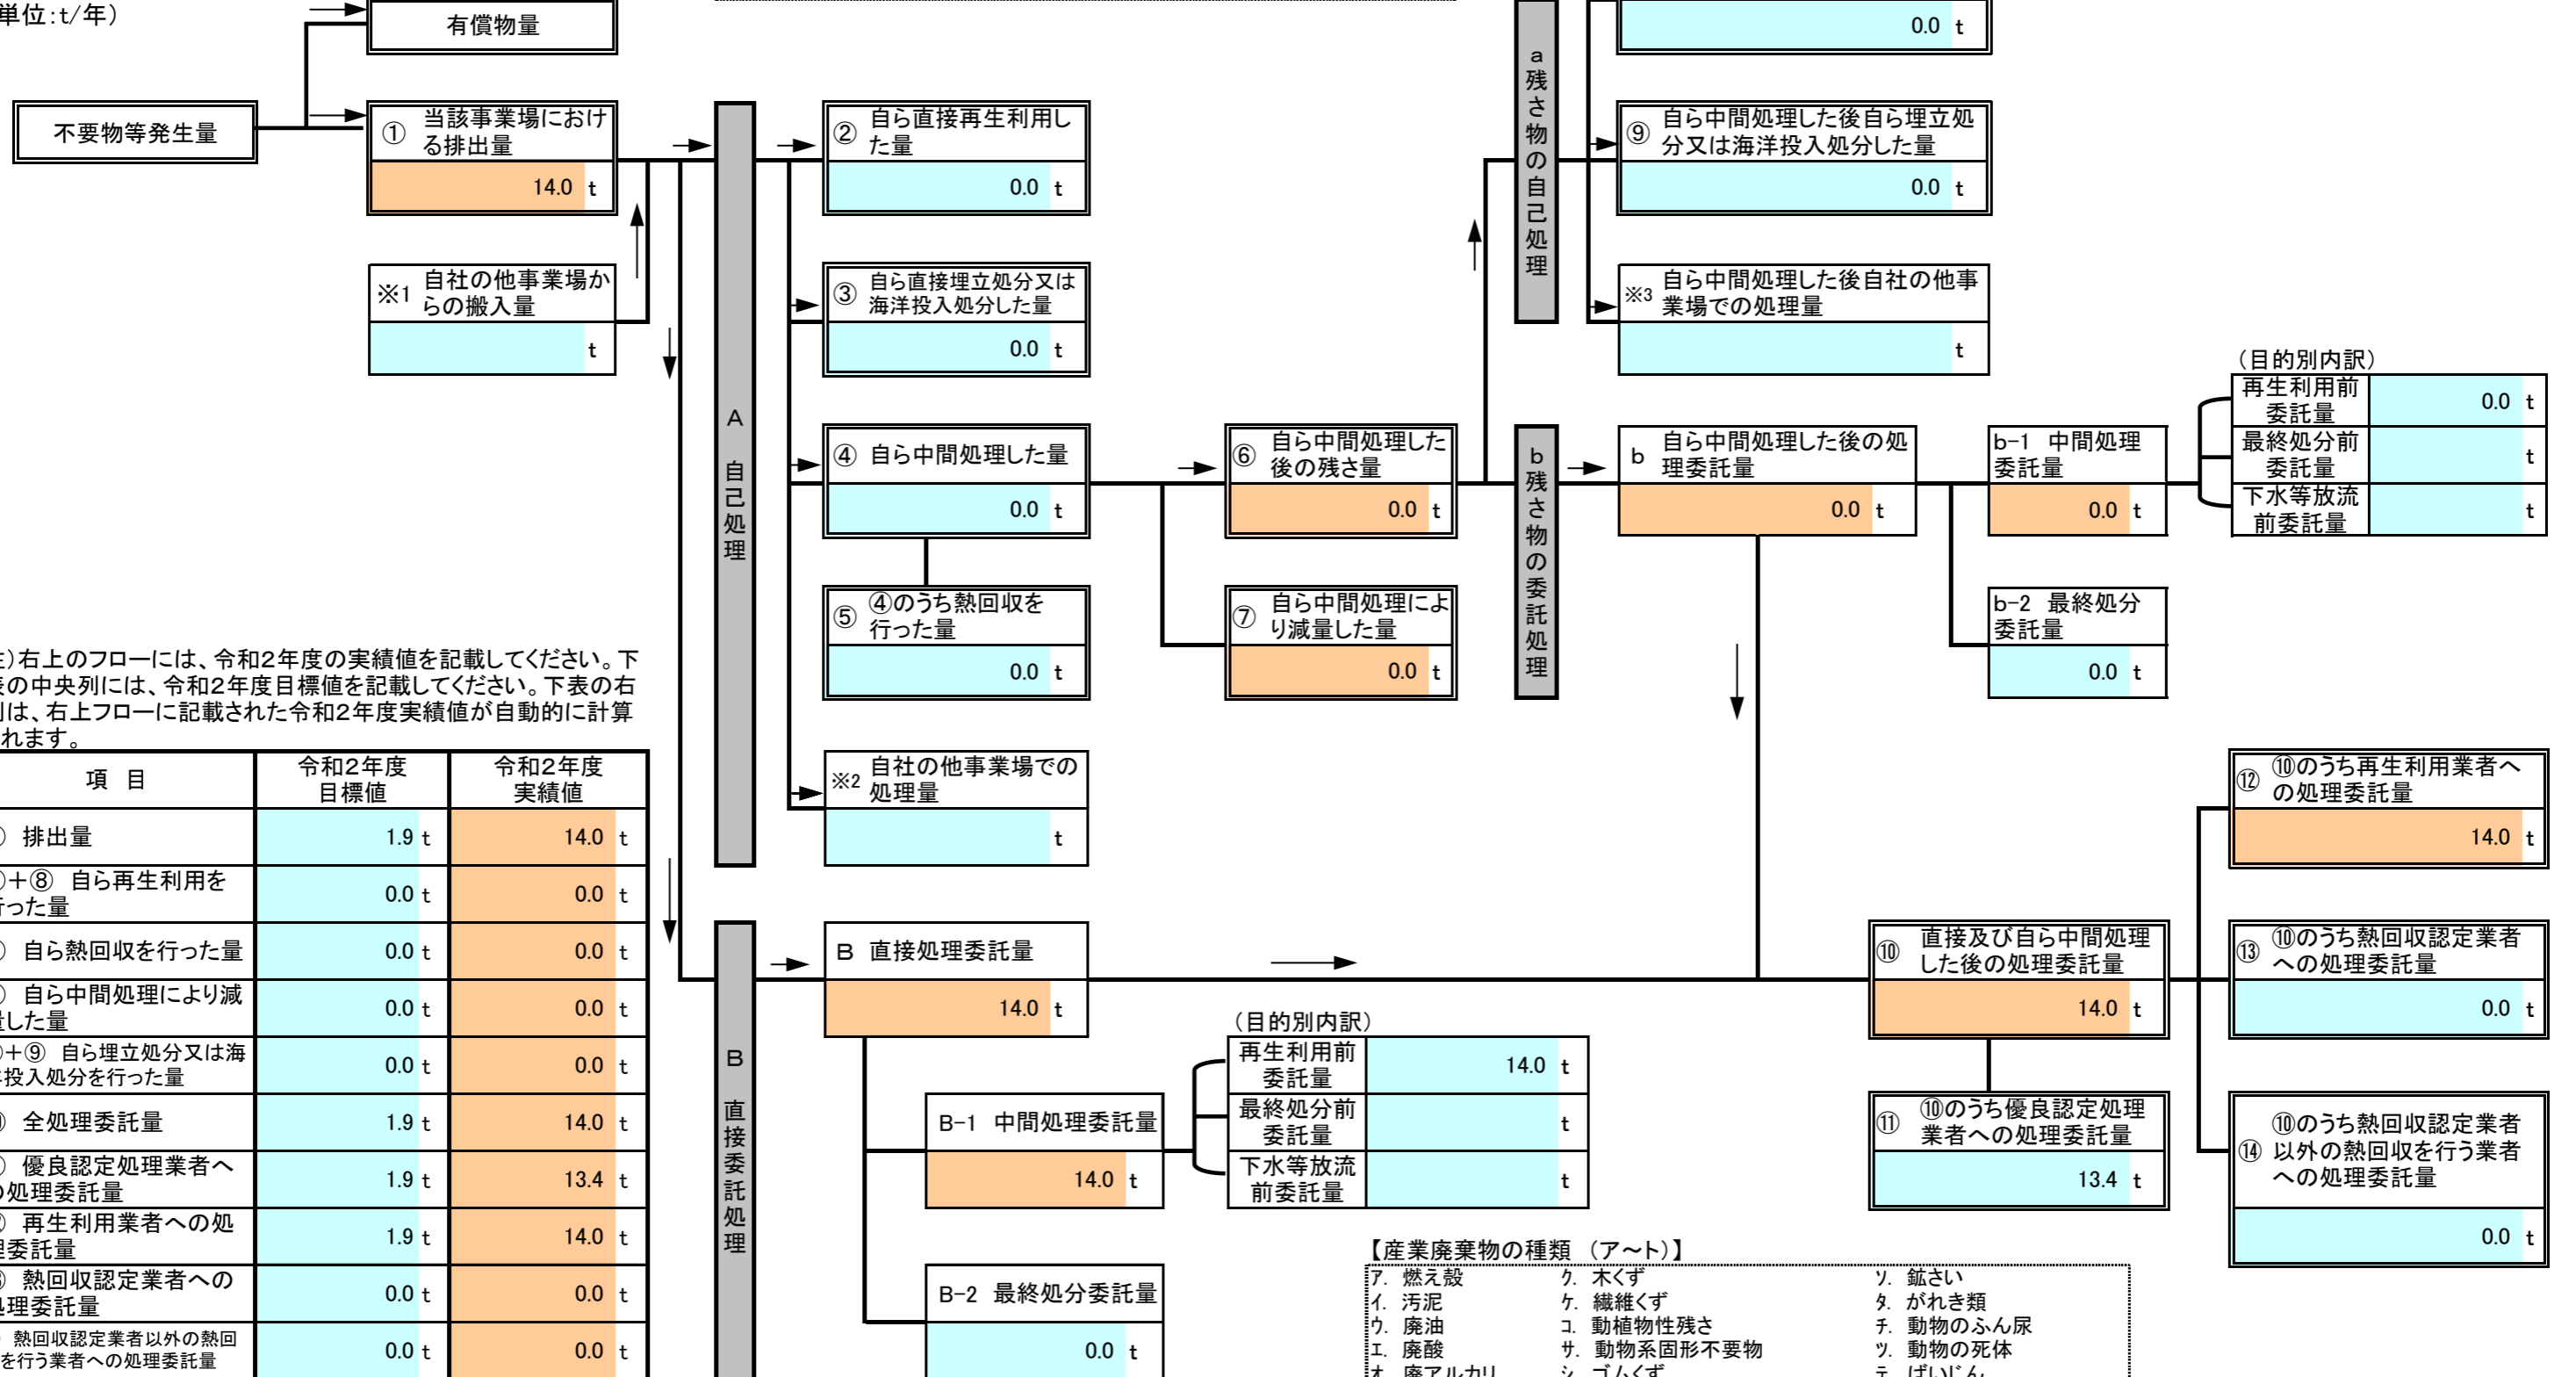 単位:t/年)
有償物量
不要物等発生量
① 当該事業場におけ
る排出量
14.0 t
※1 自社の他事業場か
らの搬入量
t
A 自己処理
② 自ら直接再生利用し
た量
0.0 t
③ 自ら直接埋立処分又は
海洋投入処分した量
0.0 t
④ 自ら中間処理した量
0.0 t
⑤ ④のうち熱回収を
行った量
0.0 t
※2 自社の他事業場での
処理量
t
⑥ 自ら中間処理した
後の残さ量
0.0 t
⑦ 自ら中間処理によ
り減量した量
0.0 t
a 残さ物の自己処理
0.0 t
⑨ 自ら中間処理した後自ら埋立処
分又は海洋投入処分した量
0.0 t
※3 自ら中間処理した後自社の他事
業場での処理量
t
b 残さ物の委託処理
b 自ら中間処理した後の処
理委託量
0.0 t
b-1 中間処理
委託量
0.0 t
b-2 最終処分
委託量
0.0 t
(目的別内訳)
再生利用前
委託量
0.0 t
最終処分前
委託量
t
下水等放流
前委託量
t
)右上のフローには、令和2年度の実績値を記載してください。下
の中央列には、令和2年度目標値を記載してください。下表の右
は、右上フローに記載された令和2年度実績値が自動的に計算
れます。
項 目 令和2年度 目標値 令和2年度 実績値
排出量 1.9 t 14.0 t
+⑧ 自ら再生利用を
った量 0.0 t 0.0 t
自ら熱回収を行った量 0.0 t 0.0 t
自ら中間処理により減
した量 0.0 t 0.0 t
+⑨ 自ら埋立処分又は海
投入処分を行った量 0.0 t 0.0 t
全処理委託量 1.9 t 14.0 t
優良認定処理業者へ
処理委託量 1.9 t 13.4 t
再生利用業者への処
委託量 1.9 t 14.0 t
熱回収認定業者への
理委託量 0.0 t 0.0 t
熱回収認定業者以外の熱回
を行う業者への処理委託量 0.0 t 0.0 t
B 直接委託処理
B 直接処理委託量
14.0 t
B-1 中間処理委託量
14.0 t
B-2 最終処分委託量
0.0 t
(目的別内訳)
再生利用前
委託量
14.0 t
最終処分前
委託量
t
下水等放流
前委託量
t
⑩ 直接及び自ら中間処理
した後の処理委託量
14.0 t
⑪ ⑩のうち優良認定処理
業者への処理委託量
13.4 t
⑫ ⑩のうち再生利用業者へ
の処理委託量
14.0 t
⑬ ⑩のうち熱回収認定業者
への処理委託量
0.0 t
⑭ ⑩のうち熱回収認定業者
以外の熱回収を行う業者
への処理委託量
0.0 t
【産業廃棄物の種類 (ア~ト)】
ア. 燃え殻 ク. 木くず ソ. 鉱さい
イ. 汚泥 ケ. 繊維くず タ. がれき類
ウ. 廃油 コ. 動植物性残さ チ. 動物のふん尿
エ. 廃酸 サ. 動物系固形不要物 ツ. 動物の死体
オ. 廃アルカリ シ. ゴムくず テ. ばいじん